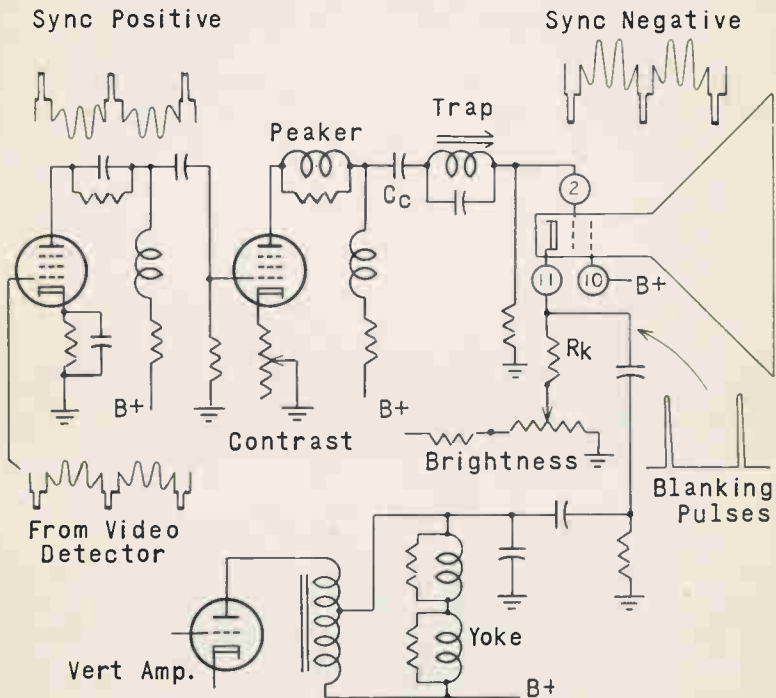 Sync Positive
Sync Negative
Trap
Peaker
Cc
2
11
10
B+
Rk
B+
B+
Contrast
Brightness
Blanking
Pulses
From Video
Detector
Yoke
Vert Amp.
B+